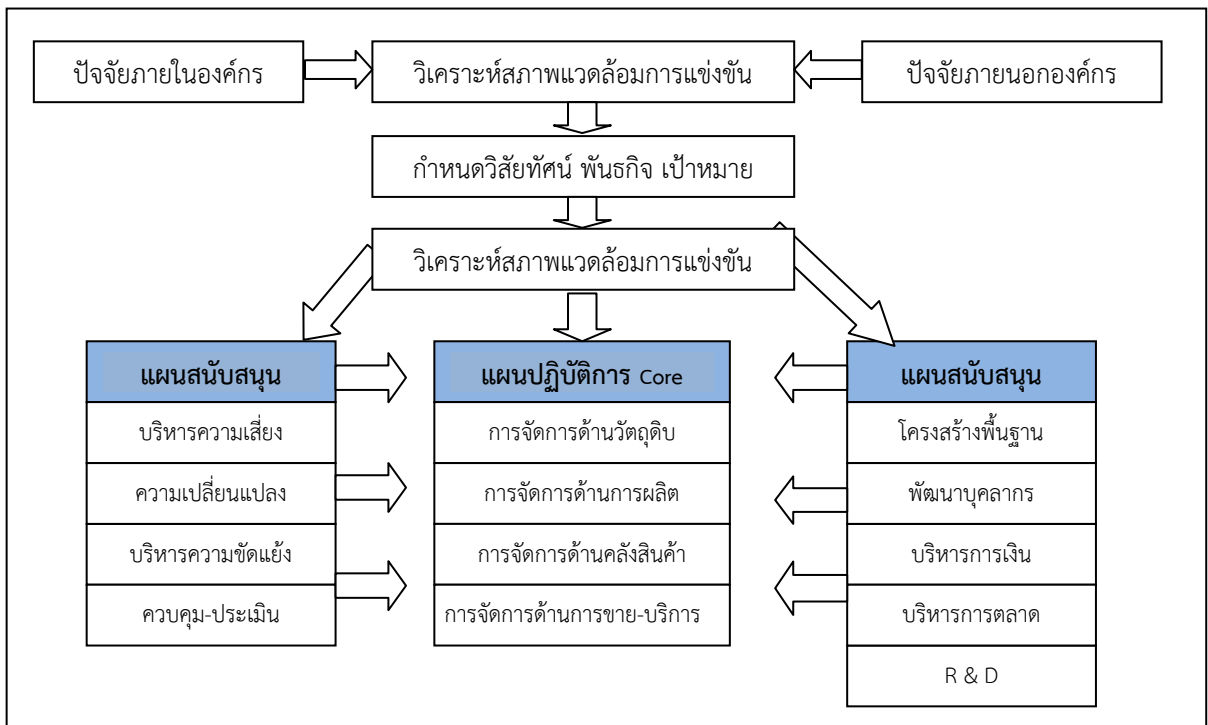 ปัจจัยภายในองค์กร
วิเคราะห์สภาพแวดล้อมการแข่งขัน
ปัจจัยภายนอกองค์กร
กำหนดวิสัยทัศน์ พันธกิจ เป้าหมาย
วิเคราะห์สภาพแวดล้อมการแข่งขัน
แผนสนับสนุน
บริหารความเสี่ยง
ความเปลี่ยนแปลง
บริหารความขัดแย้ง
ควบคุม-ประเมิน
แผนปฏิบัติการ Core
การจัดการด้านวัตถุดิบ
การจัดการด้านการผลิต
การจัดการด้านคลังสินค้า
การจัดการด้านการขาย-บริการ
แผนสนับสนุน
โครงสร้างพื้นฐาน
พัฒนาบุคลากร
บริหารการเงิน
บริหารการตลาด
R & D